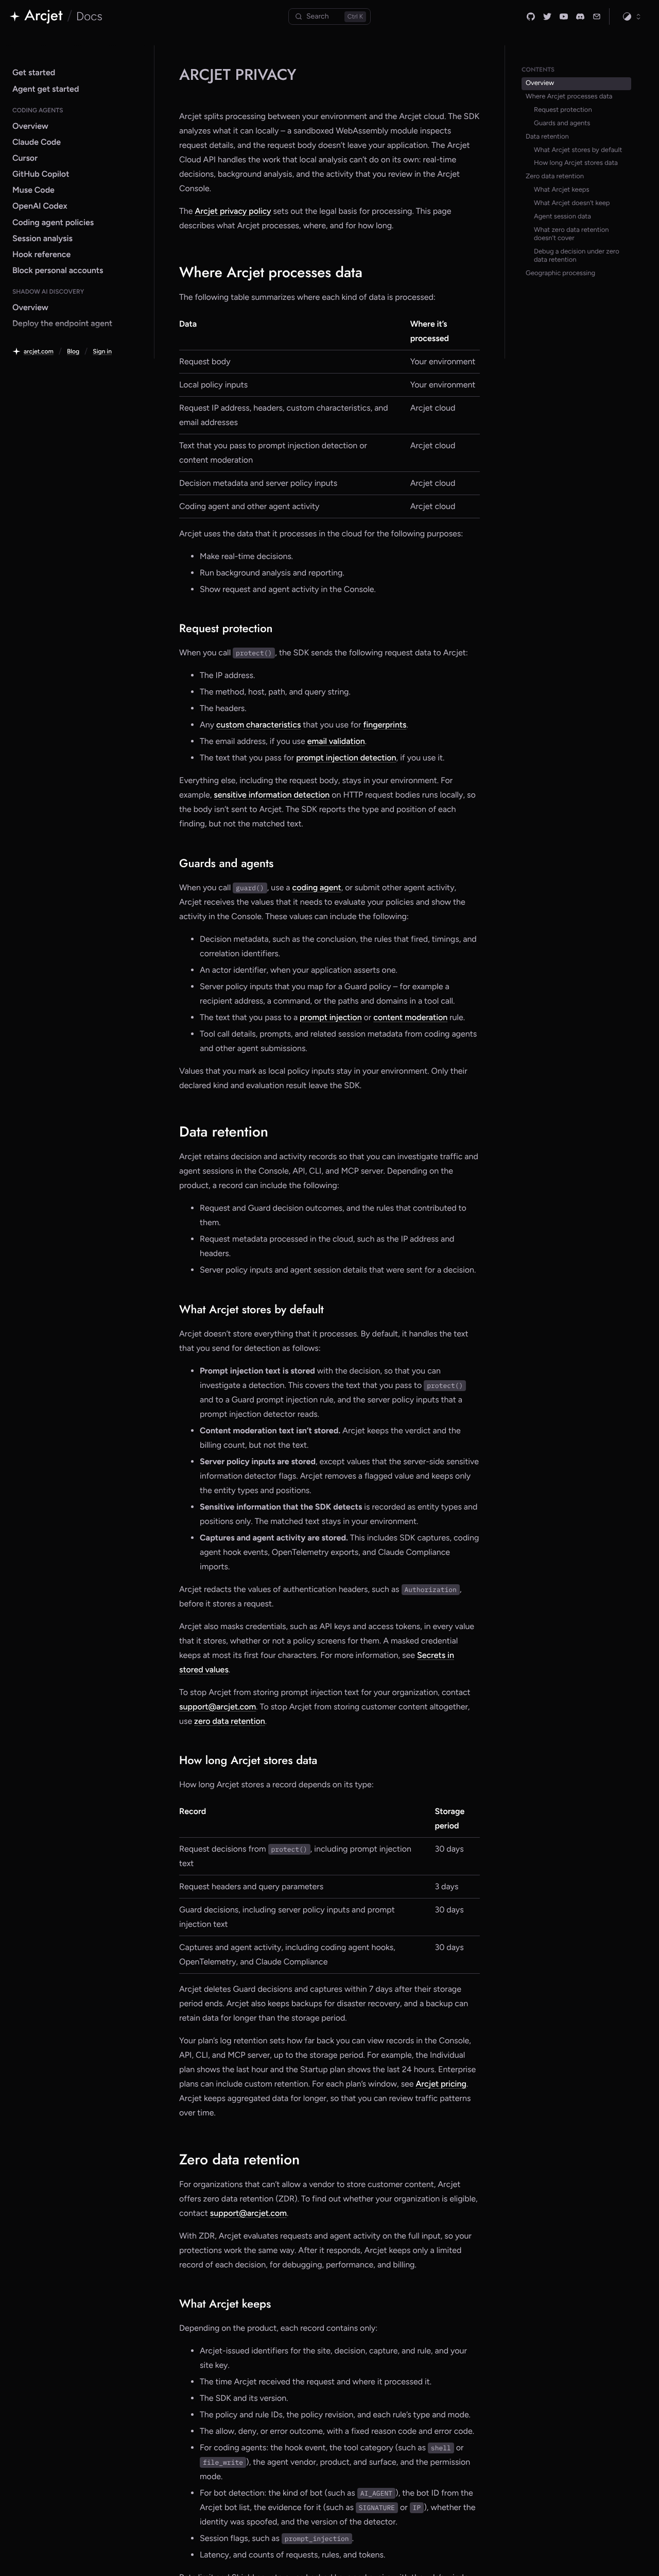 Arcjet / Docs
Search Ctrl K
Get started
Agent get started
CODING AGENTS
Overview
Claude Code
Cursor
GitHub Copilot
Muse Code
OpenAI Codex
Coding agent policies
Session analysis
Hook reference
Block personal accounts
SHADOW AI DISCOVERY
Overview
Deploy the endpoint agent
arcjet.com / Blog / Sign in
ARCJET PRIVACY
Arcjet splits processing between your environment and the Arcjet cloud. The SDK
analyzes what it can locally – a sandboxed WebAssembly module inspects
request details, and the request body doesn't leave your application. The Arcjet
Cloud API handles the work that local analysis can't do on its own: real-time
decisions, background analysis, and the activity that you review in the Arcjet
Console.
The Arcjet privacy policy sets out the legal basis for processing. This page
describes what Arcjet processes, where, and for how long.
Where Arcjet processes data
The following table summarizes where each kind of data is processed:
Data Where it's
processed
Request body Your environment
Local policy inputs Your environment
Request IP address, headers, custom characteristics, and Arcjet cloud
email addresses
Text that you pass to prompt injection detection or Arcjet cloud
content moderation
Decision metadata and server policy inputs Arcjet cloud
Coding agent and other agent activity Arcjet cloud
Arcjet uses the data that it processes in the cloud for the following purposes:
• Make real-time decisions.
• Run background analysis and reporting.
• Show request and agent activity in the Console.
Request protection
When you call protect(), the SDK sends the following request data to Arcjet:
• The IP address.
• The method, host, path, and query string.
• The headers.
• Any custom characteristics that you use for fingerprints.
• The email address, if you use email validation.
• The text that you pass for prompt injection detection, if you use it.
Everything else, including the request body, stays in your environment. For
example, sensitive information detection on HTTP request bodies runs locally, so
the body isn't sent to Arcjet. The SDK reports the type and position of each
finding, but not the matched text.
Guards and agents
When you call guard(), use a coding agent, or submit other agent activity,
Arcjet receives the values that it needs to evaluate your policies and show the
activity in the Console. These values can include the following:
• Decision metadata, such as the conclusion, the rules that fired, timings, and
correlation identifiers.
• An actor identifier, when your application asserts one.
• Server policy inputs that you map for a Guard policy – for example a
recipient address, a command, or the paths and domains in a tool call.
• The text that you pass to a prompt injection or content moderation rule.
• Tool call details, prompts, and related session metadata from coding agents
and other agent submissions.
Values that you mark as local policy inputs stay in your environment. Only their
declared kind and evaluation result leave the SDK.
Data retention
Arcjet retains decision and activity records so that you can investigate traffic and
agent sessions in the Console, API, CLI, and MCP server. Depending on the
product, a record can include the following:
• Request and Guard decision outcomes, and the rules that contributed to
them.
• Request metadata processed in the cloud, such as the IP address and
headers.
• Server policy inputs and agent session details that were sent for a decision.
What Arcjet stores by default
Arcjet doesn't store everything that it processes. By default, it handles the text
that you send for detection as follows:
• Prompt injection text is stored with the decision, so that you can
investigate a detection. This covers the text that you pass to protect()
and to a Guard prompt injection rule, and the server policy inputs that a
prompt injection detector reads.
• Content moderation text isn't stored. Arcjet keeps the verdict and the
billing count, but not the text.
• Server policy inputs are stored, except values that the server-side sensitive
information detector flags. Arcjet removes a flagged value and keeps only
the entity types and positions.
• Sensitive information that the SDK detects is recorded as entity types and
positions only. The matched text stays in your environment.
• Captures and agent activity are stored. This includes SDK captures, coding
agent hook events, OpenTelemetry exports, and Claude Compliance
imports.
Arcjet redacts the values of authentication headers, such as Authorization,
before it stores a request.
Arcjet also masks credentials, such as API keys and access tokens, in every value
that it stores, whether or not a policy screens for them. A masked credential
keeps at most its first four characters. For more information, see Secrets in
stored values.
To stop Arcjet from storing prompt injection text for your organization, contact
support@arcjet.com. To stop Arcjet from storing customer content altogether,
use zero data retention.
How long Arcjet stores data
How long Arcjet stores a record depends on its type:
Record Storage
period
Request decisions from protect(), including prompt injection 30 days
text
Request headers and query parameters 3 days
Guard decisions, including server policy inputs and prompt 30 days
injection text
Captures and agent activity, including coding agent hooks, 30 days
OpenTelemetry, and Claude Compliance
Arcjet deletes Guard decisions and captures within 7 days after their storage
period ends. Arcjet also keeps backups for disaster recovery, and a backup can
retain data for longer than the storage period.
Your plan's log retention sets how far back you can view records in the Console,
API, CLI, and MCP server, up to the storage period. For example, the Individual
plan shows the last hour and the Startup plan shows the last 24 hours. Enterprise
plans can include custom retention. For each plan's window, see Arcjet pricing.
Arcjet keeps aggregated data for longer, so that you can review traffic patterns
over time.
Zero data retention
For organizations that can't allow a vendor to store customer content, Arcjet
offers zero data retention (ZDR). To find out whether your organization is eligible,
contact support@arcjet.com.
With ZDR, Arcjet evaluates requests and agent activity on the full input, so your
protections work the same way. After it responds, Arcjet keeps only a limited
record of each decision, for debugging, performance, and billing.
What Arcjet keeps
Depending on the product, each record contains only:
• Arcjet-issued identifiers for the site, decision, capture, and rule, and your
site key.
• The time Arcjet received the request and where it processed it.
• The SDK and its version.
• The policy and rule IDs, the policy revision, and each rule's type and mode.
• The allow, deny, or error outcome, with a fixed reason code and error code.
• For coding agents: the hook event, the tool category (such as shell or
file_write), the agent vendor, product, and surface, and the permission
mode.
• For bot detection: the kind of bot (such as AI_AGENT), the bot ID from the
Arcjet bot list, the evidence for it (such as SIGNATURE or IP), whether the
identity was spoofed, and the version of the detector.
• Session flags, such as prompt_injection.
• Latency, and counts of requests, rules, and tokens.
CONTENTS
Overview
Where Arcjet processes data
Request protection
Guards and agents
Data retention
What Arcjet stores by default
How long Arcjet stores data
Zero data retention
What Arcjet keeps
What Arcjet doesn't keep
Agent session data
What zero data retention
doesn't cover
Debug a decision under zero
data retention
Geographic processing